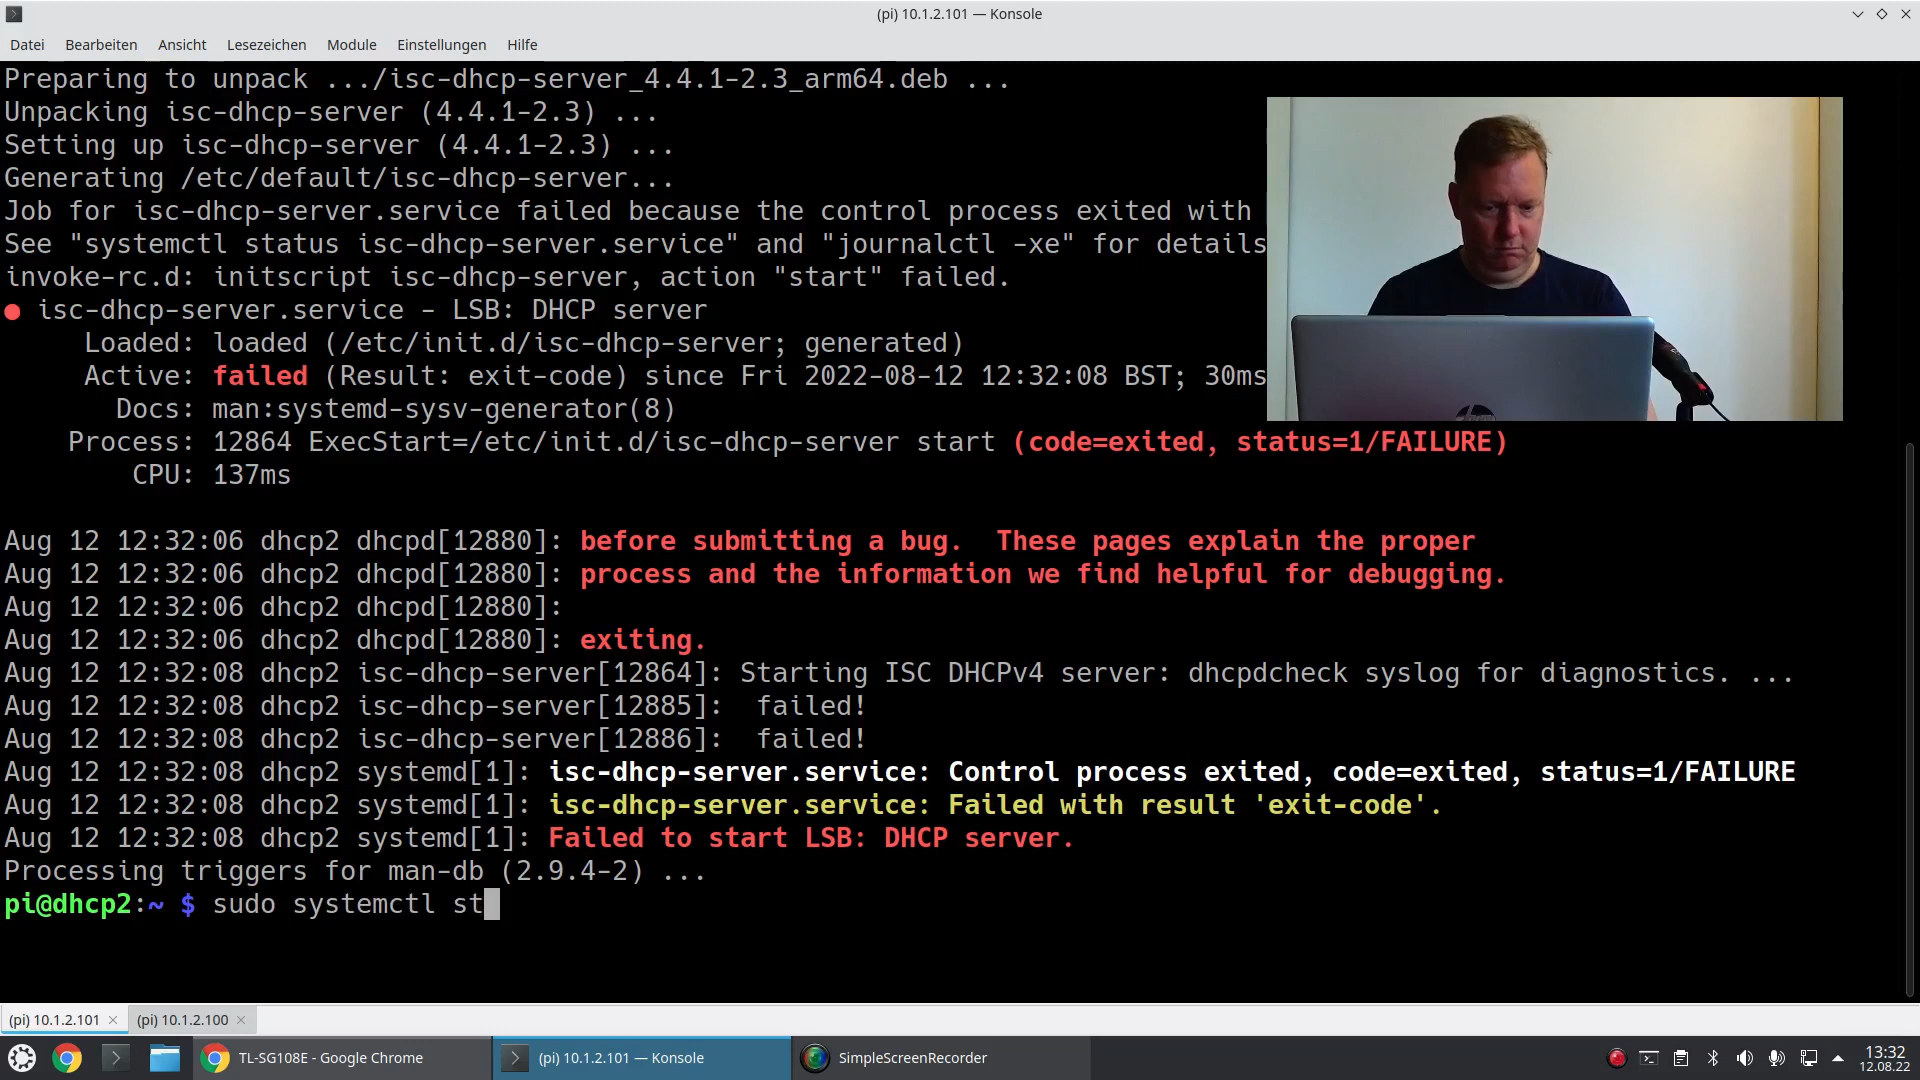 (pi) 10.1.2.101 — Konsole
Datei Bearbeiten Ansicht Lesezeichen Module Einstellungen Hilfe
Preparing to unpack .../isc-dhcp-server_4.4.1-2.3_arm64.deb ...
Unpacking isc-dhcp-server (4.4.1-2.3) ...
Setting up isc-dhcp-server (4.4.1-2.3) ...
Generating /etc/default/isc-dhcp-server...
Job for isc-dhcp-server.service failed because the control process exited with
See "systemctl status isc-dhcp-server.service" and "journalctl -xe" for details
invoke-rc.d: initscript isc-dhcp-server, action "start" failed.
● isc-dhcp-server.service - LSB: DHCP server
Loaded: loaded (/etc/init.d/isc-dhcp-server; generated)
Active: failed (Result: exit-code) since Fri 2022-08-12 12:32:08 BST; 30ms
Docs: man:systemd-sysv-generator(8)
Process: 12864 ExecStart=/etc/init.d/isc-dhcp-server start (code=exited, status=1/FAILURE)
CPU: 137ms
Aug 12 12:32:06 dhcp2 dhcpd[12880]: before submitting a bug.  These pages explain the proper
Aug 12 12:32:06 dhcp2 dhcpd[12880]: process and the information we find helpful for debugging.
Aug 12 12:32:06 dhcp2 dhcpd[12880]:
Aug 12 12:32:06 dhcp2 dhcpd[12880]: exiting.
Aug 12 12:32:08 dhcp2 isc-dhcp-server[12864]: Starting ISC DHCPv4 server: dhcpdcheck syslog for diagnostics. ...
Aug 12 12:32:08 dhcp2 isc-dhcp-server[12885]:  failed!
Aug 12 12:32:08 dhcp2 isc-dhcp-server[12886]:  failed!
Aug 12 12:32:08 dhcp2 systemd[1]: isc-dhcp-server.service: Control process exited, code=exited, status=1/FAILURE
Aug 12 12:32:08 dhcp2 systemd[1]: isc-dhcp-server.service: Failed with result 'exit-code'.
Aug 12 12:32:08 dhcp2 systemd[1]: Failed to start LSB: DHCP server.
Processing triggers for man-db (2.9.4-2) ...
pi@dhcp2:~ $ sudo systemctl st
(pi) 10.1.2.101 (pi) 10.1.2.100
TL-SG108E - Google Chrome (pi) 10.1.2.101 — Konsole SimpleScreenRecorder 13:32
12.08.22